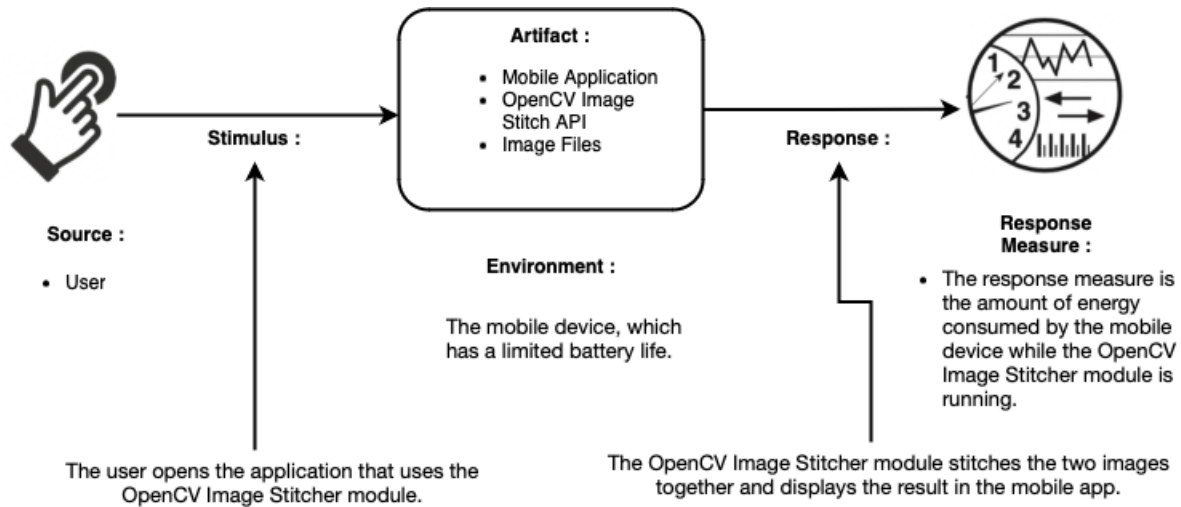 Artifact :
• Mobile Application
• OpenCV Image
Stitch API
• Image Files
Stimulus :
Response :
1
2
3
4
Source :
• User
Environment :
The mobile device, which
has a limited battery life.
Response
Measure :
• The response measure is
the amount of energy
consumed by the mobile
device while the OpenCV
Image Stitcher module is
running.
The user opens the application that uses the
OpenCV Image Stitcher module.
The OpenCV Image Stitcher module stitches the two images
together and displays the result in the mobile app.